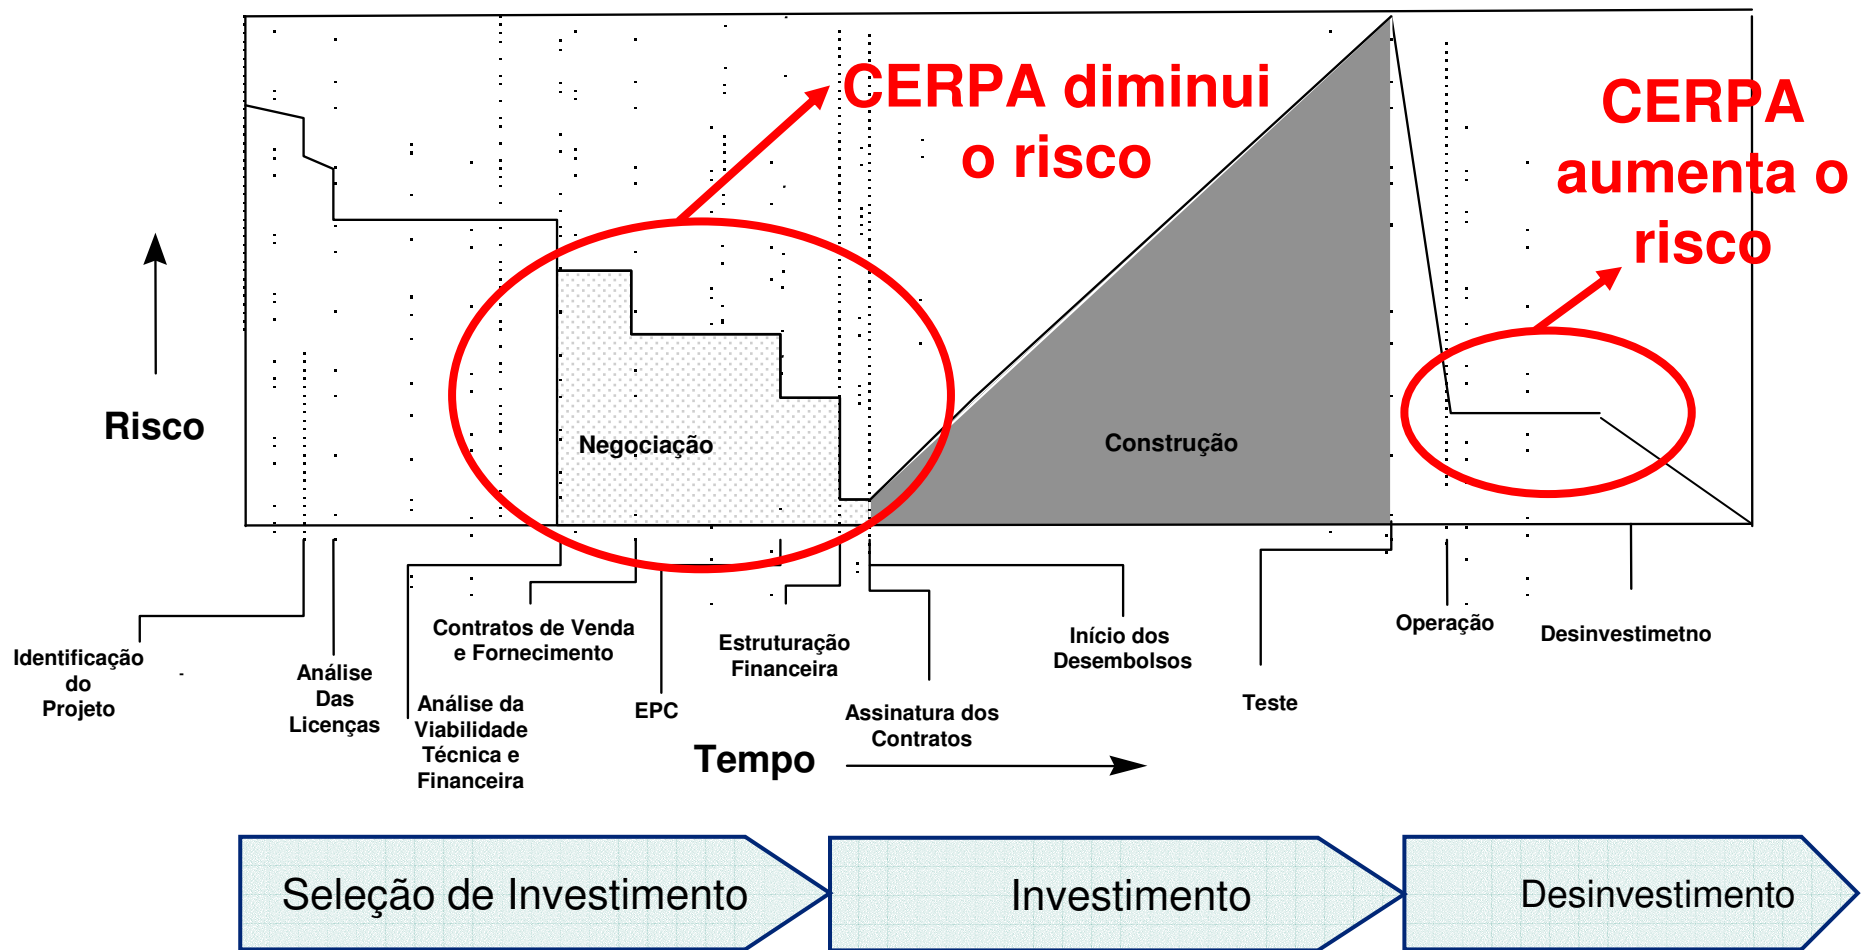 CERPA diminui
o risco
CERPA
aumenta o
risco
Risco
Negociação
Construção
Identificação
do
Projeto
Análise
Das
Licenças
Contratos de Venda
e Fornecimento
Análise da
Viabilidade
Técnica e
Financeira
EPC
Estruturação
Financeira
Assinatura dos
Contratos
Início dos
Desembolsos
Teste
Operação
Desinvestimetno
Tempo
Seleção de Investimento
Investimento
Desinvestimento